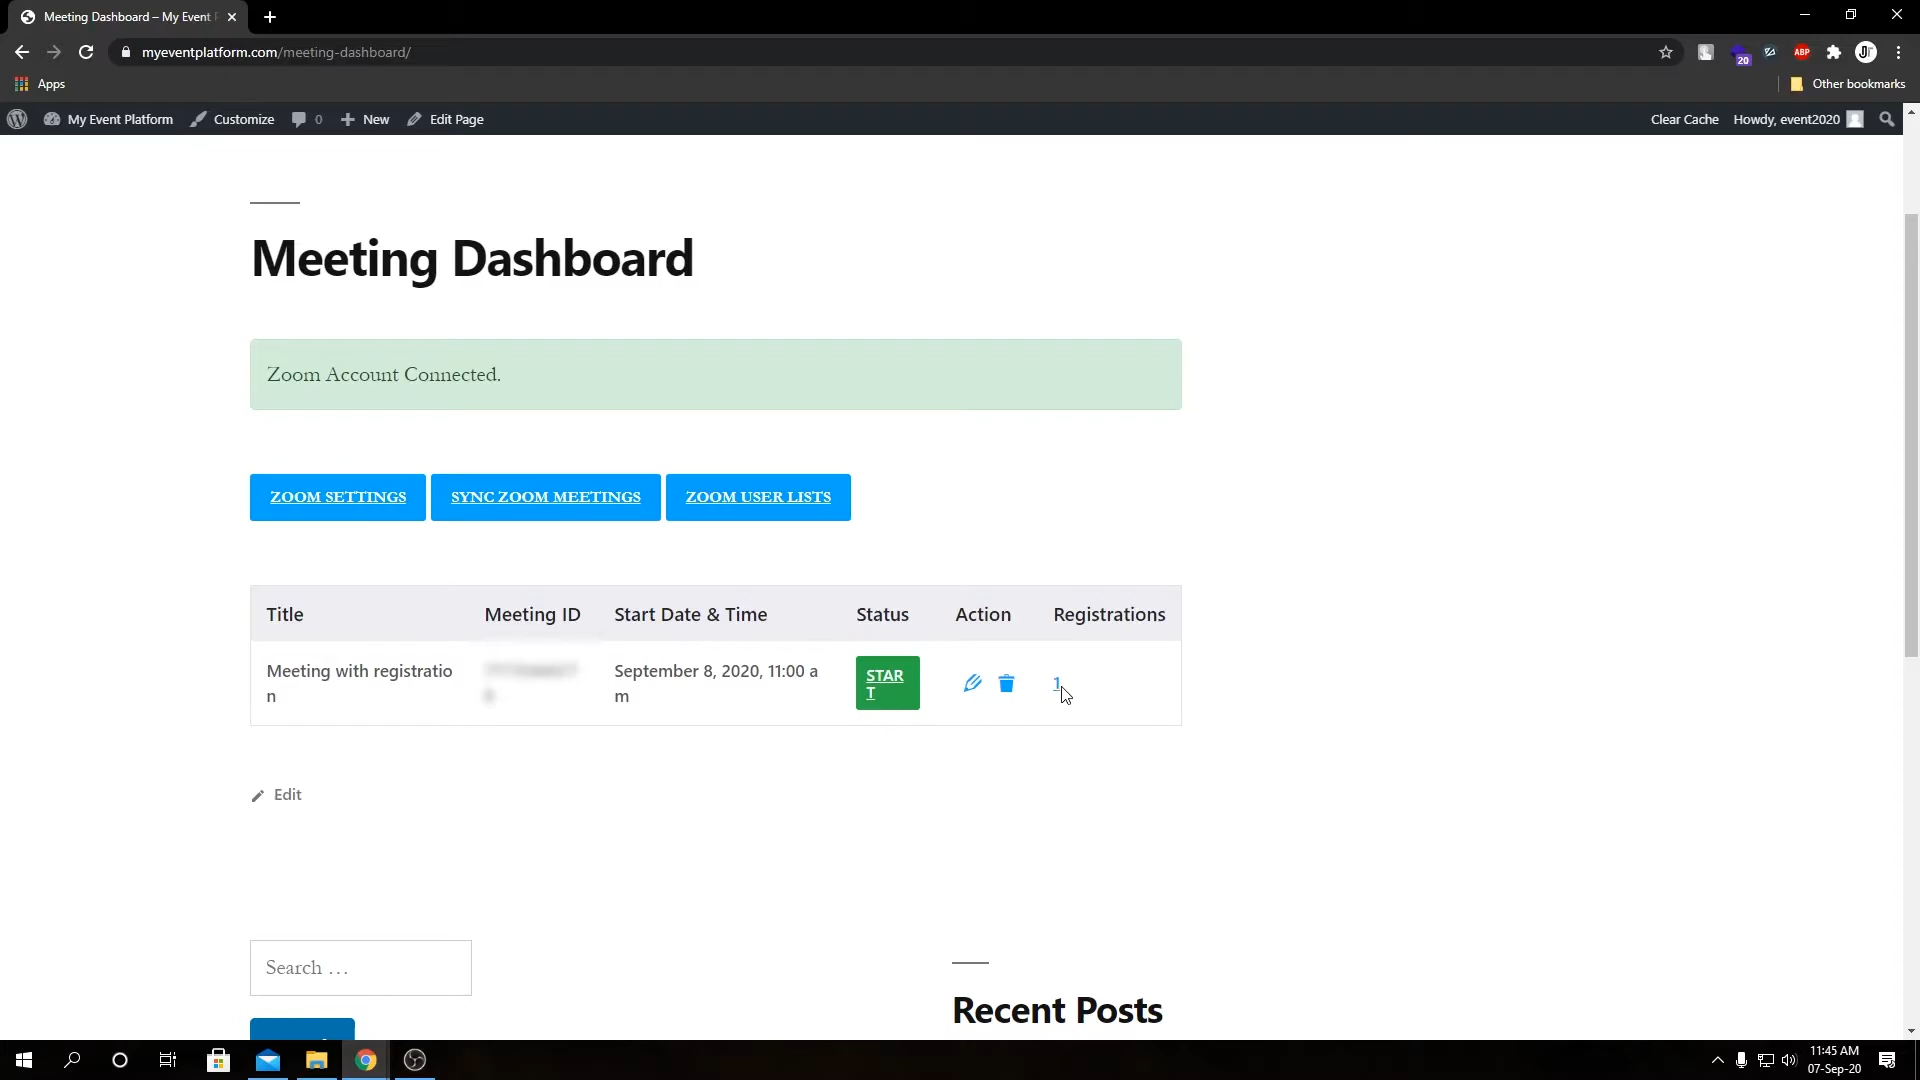 Meeting Dashboard – My Event P
myeventplatform.com/meeting-dashboard/
20
ABP
Apps
Other bookmarks
My Event Platform
Customize
0
New
Edit Page
Clear Cache
Howdy, event2020
Meeting Dashboard
Zoom Account Connected.
ZOOM SETTINGS
SYNC ZOOM MEETINGS
ZOOM USER LISTS
Title
Meeting ID
Start Date & Time
Status
Action
Registrations
Meeting with registratio
n
September 8, 2020, 11:00 a
m
STAR
T
1
Edit
Search …
Recent Posts
11:45 AM
07-Sep-20